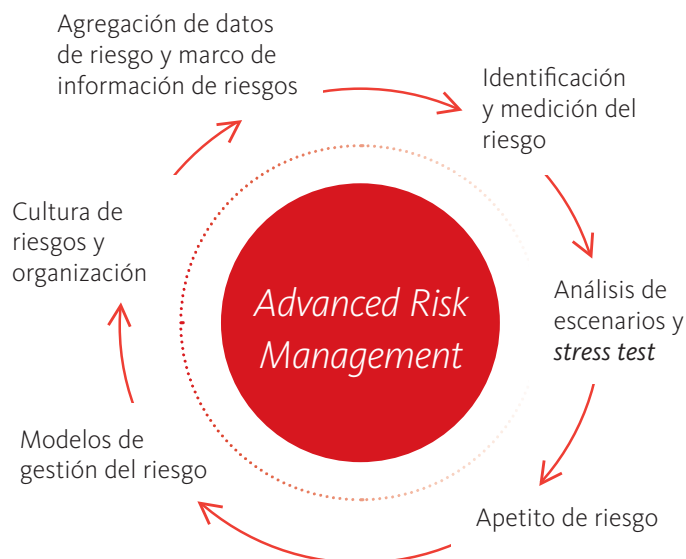 Agregación de datos
de riesgo y marco de
información de riesgos
Identificación
y medición del
riesgo
Análisis de
escenarios y
stress test
Apetito de riesgo
Modelos de
gestión del riesgo
Cultura de
riesgos y
organización
Advanced Risk
Management